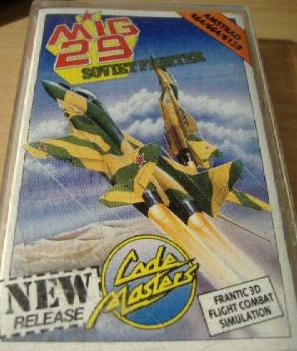 MiG
29
SOVIET FIGHTER
AMSTRAD
464/664/6128
NEW
RELEASE
Code
Masters
FRANTIC 3D
FLIGHT COMBAT
SIMULATION